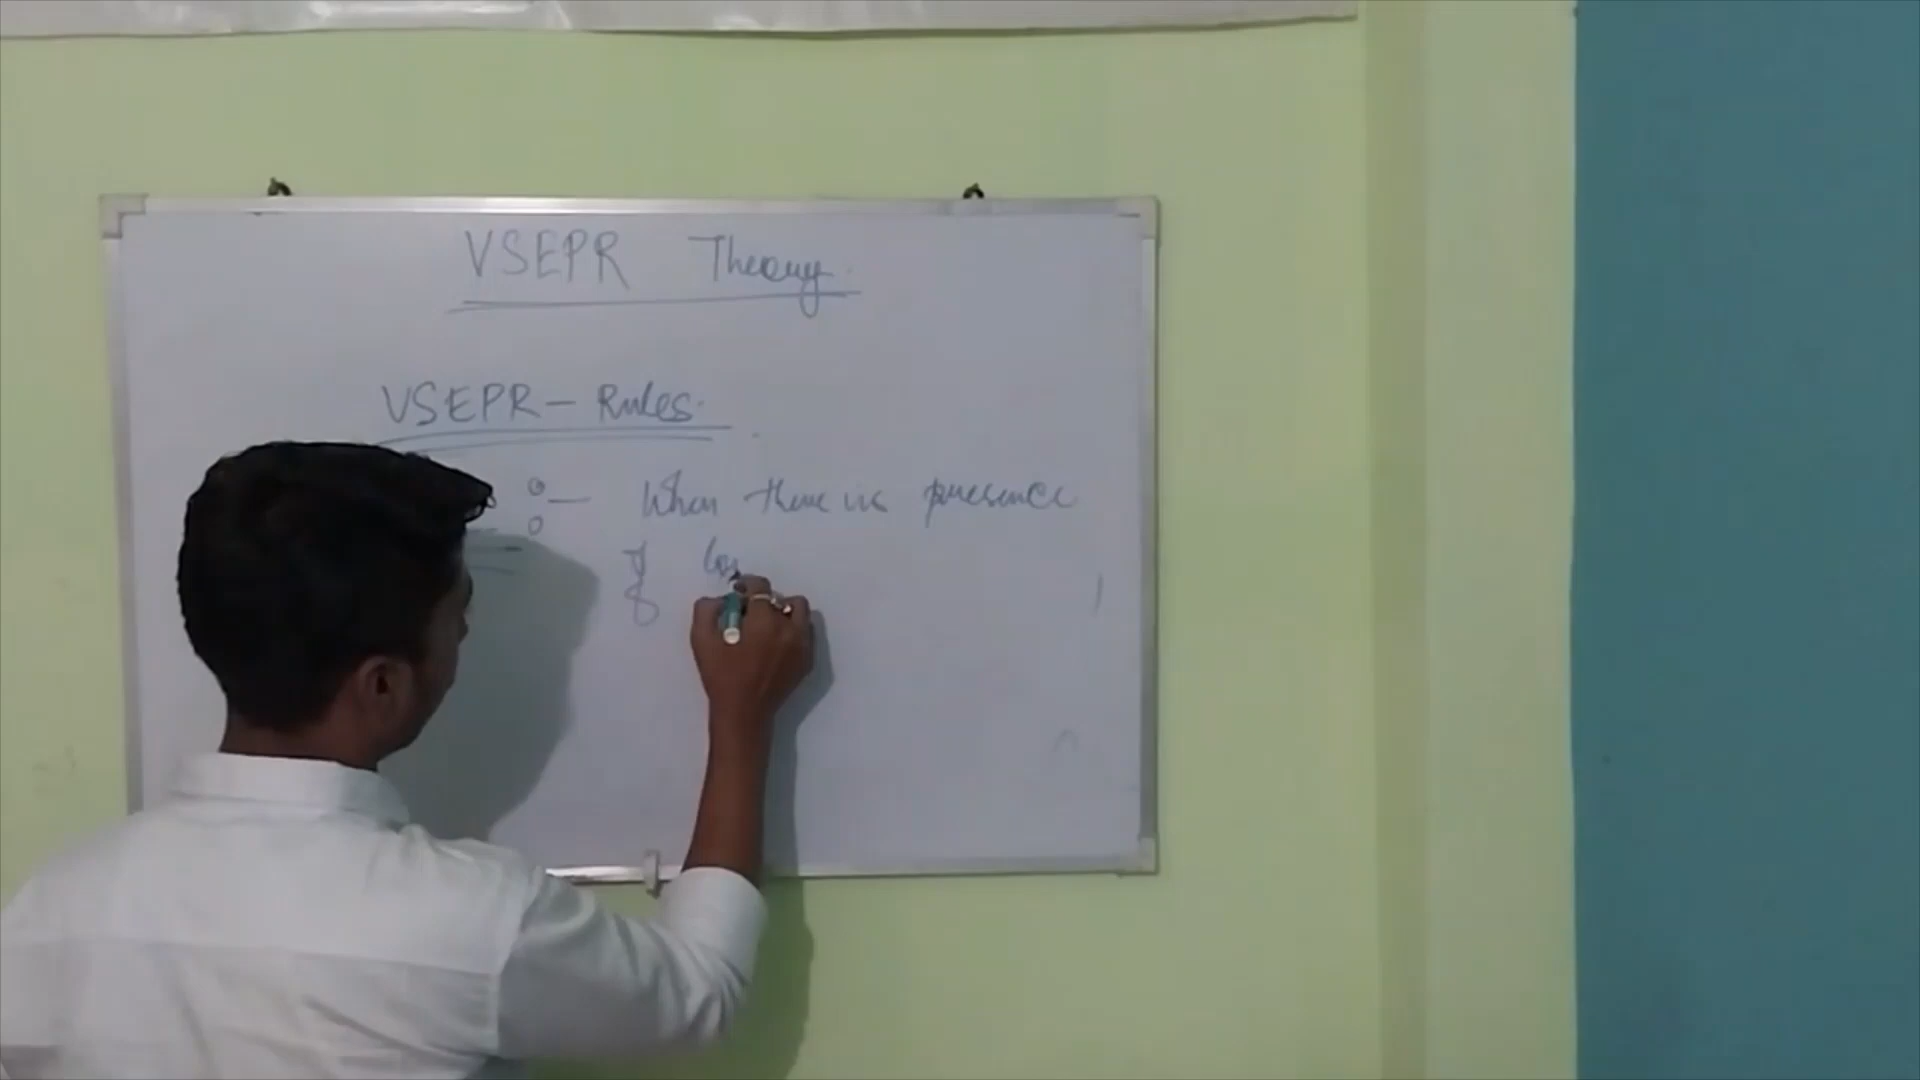 VSEPR Theory.
VSEPR - Rules.
:- When there is presence
of